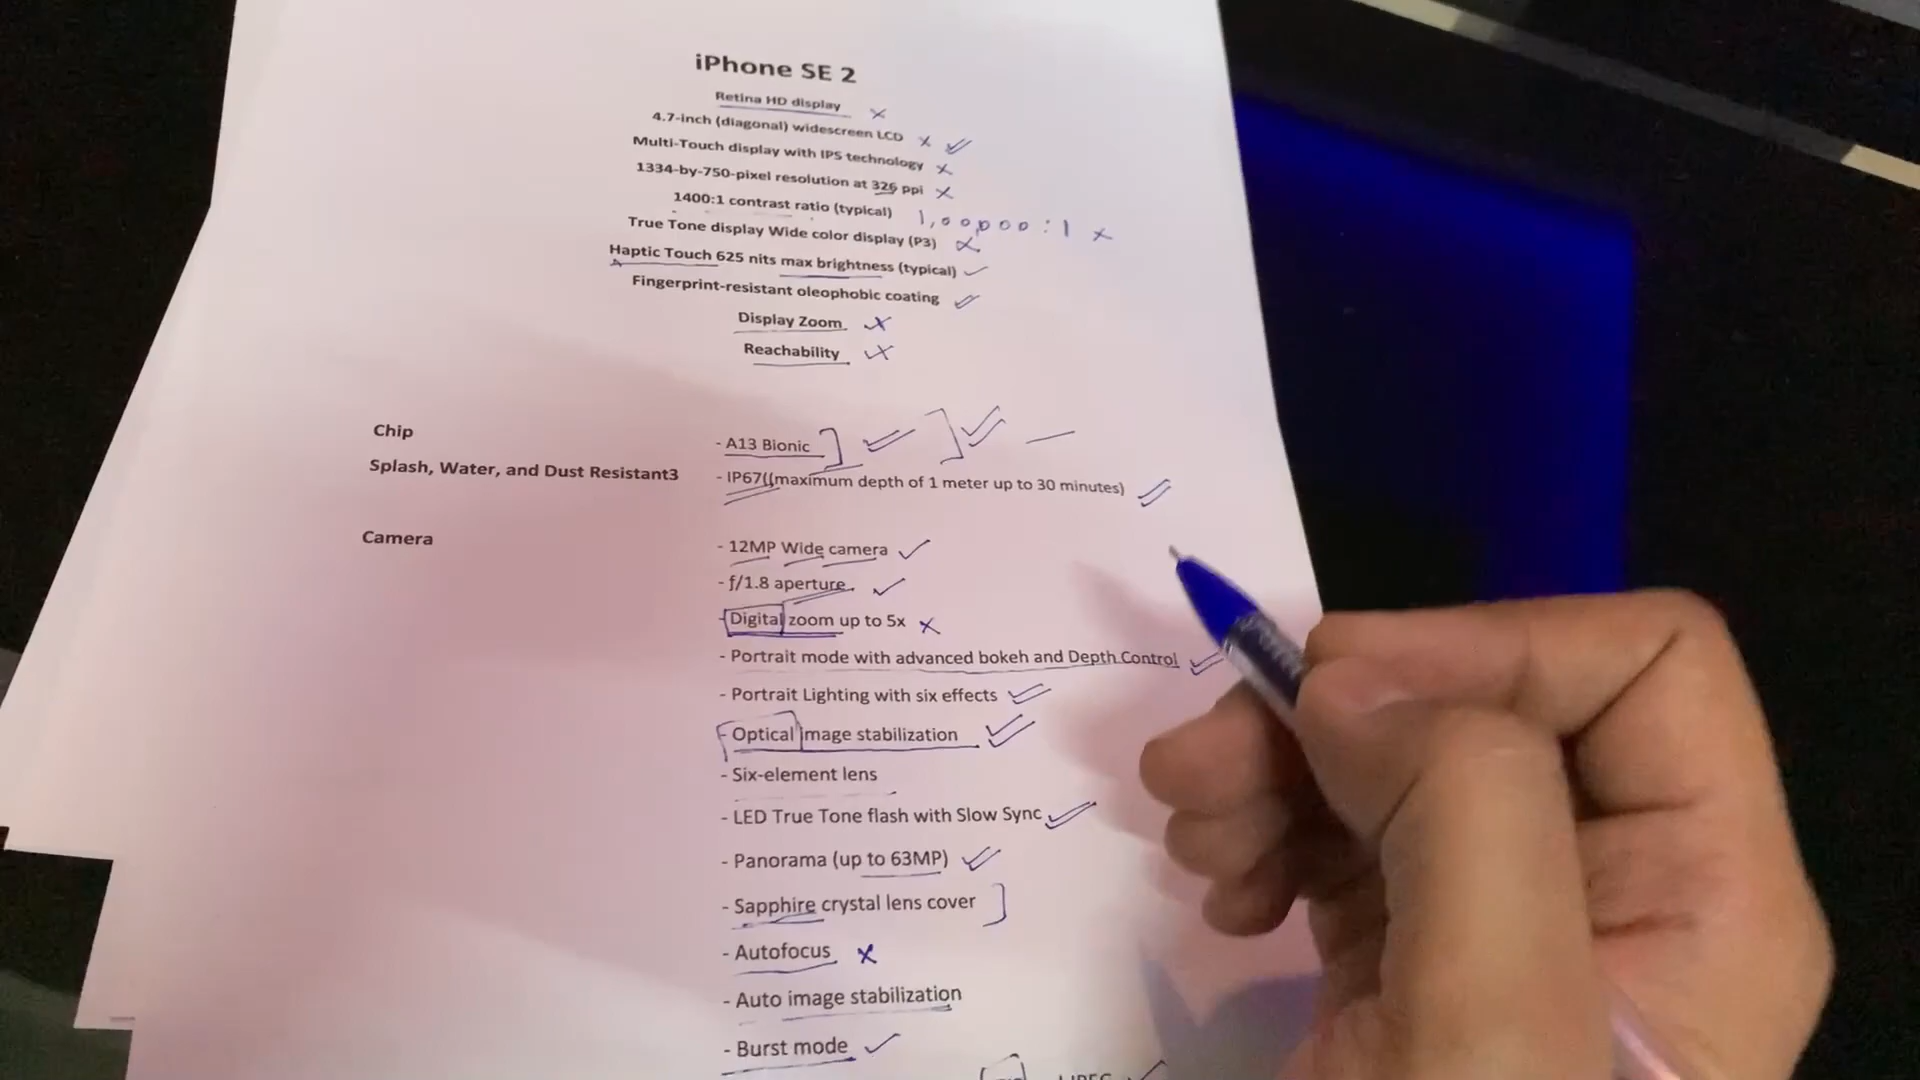 iPhone SE 2
Retina HD display ×
4.7-inch (diagonal) widescreen LCD × ✓
Multi-Touch display with IPS technology ×
1334-by-750-pixel resolution at 326 ppi ×
1400:1 contrast ratio (typical) 1,00,000:1 ×
True Tone display Wide color display (P3) ×
Haptic Touch 625 nits max brightness (typical) ✓
Fingerprint-resistant oleophobic coating ✓
Display Zoom ×
Reachability ×
Chip - A13 Bionic ] ✓ ] ✓ —
Splash, Water, and Dust Resistant3 - IP67((maximum depth of 1 meter up to 30 minutes) ✓
Camera - 12MP Wide camera ✓
- ƒ/1.8 aperture ✓
- Digital zoom up to 5x ×
- Portrait mode with advanced bokeh and Depth Control ✓
- Portrait Lighting with six effects ✓
- Optical image stabilization ✓
- Six-element lens
- LED True Tone flash with Slow Sync ✓
- Panorama (up to 63MP) ✓
- Sapphire crystal lens cover ]
- Autofocus ×
- Auto image stabilization
- Burst mode ✓